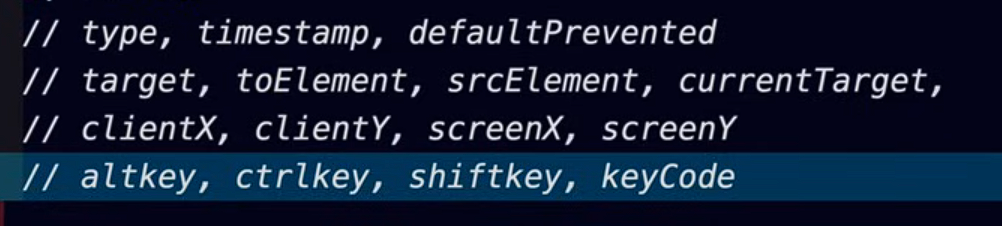 // type, timestamp, defaultPrevented
// target, toElement, srcElement, currentTarget,
// clientX, clientY, screenX, screenY
// altkey, ctrlkey, shiftkey, keyCode